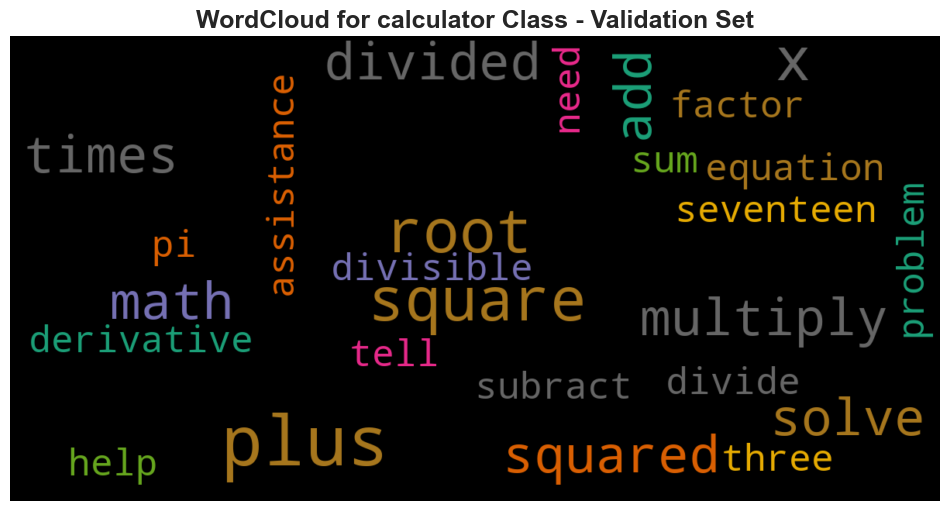 WordCloud for calculator Class - Validation Set
divided
need
add
x
factor
times
assistance
sum
equation
seventeen
problem
root
pi
divisible
math
square
multiply
derivative
tell
subract
divide
plus
solve
squared
three
help